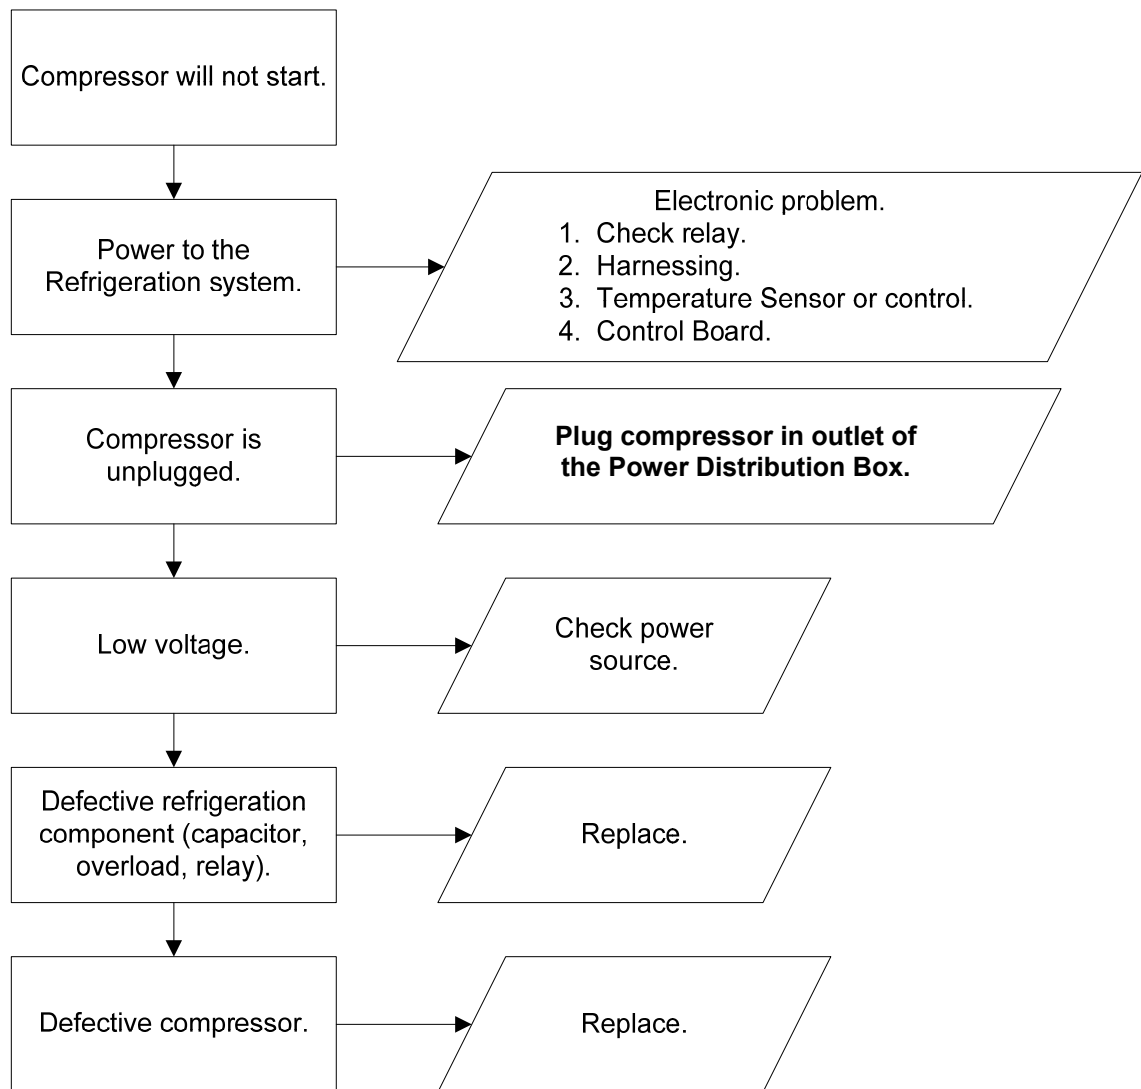 Compressor will not start.
Power to the
Refrigeration system.
Electronic problem.
1. Check relay.
2. Harnessing.
3. Temperature Sensor or control.
4. Control Board.
Compressor is
unplugged.
Plug compressor in outlet of
the Power Distribution Box.
Low voltage.
Check power
source.
Defective refrigeration
component (capacitor,
overload, relay).
Replace.
Defective compressor.
Replace.